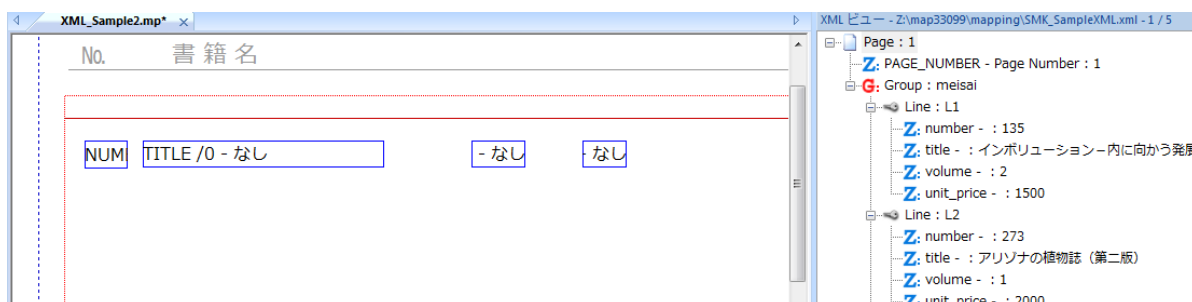 XML_Sample2.mp*
No. 書籍名
NUM
TITLE /0 - なし
- なし
- なし
XML ビュー - Z:\map33099\mapping\SMK_SampleXML.xml - 1 / 5
Page : 1
Z: PAGE_NUMBER - Page Number : 1
G: Group : meisai
Line : L1
Z: number - : 135
Z: title - : インボリューション－内に向かう発展
Z: volume - : 2
Z: unit_price - : 1500
Line : L2
Z: number - : 273
Z: title - : アリゾナの植物誌（第二版）
Z: volume - : 1
Z: unit_price - : 2000